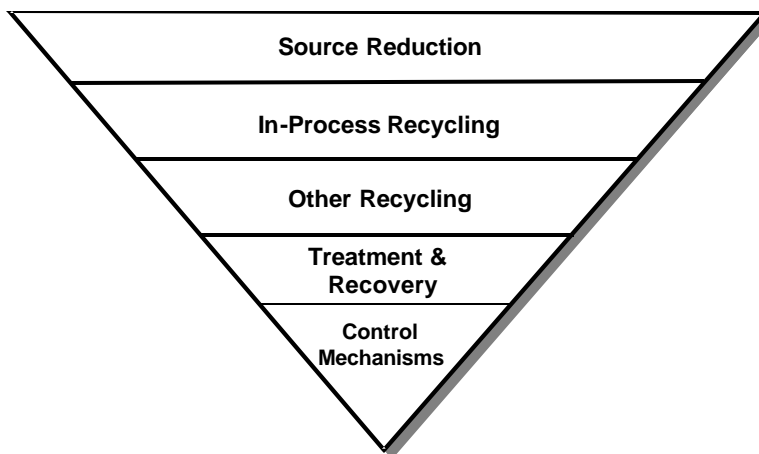 Source Reduction
In-Process Recycling
Other Recycling
Treatment &
Recovery
Control
Mechanisms